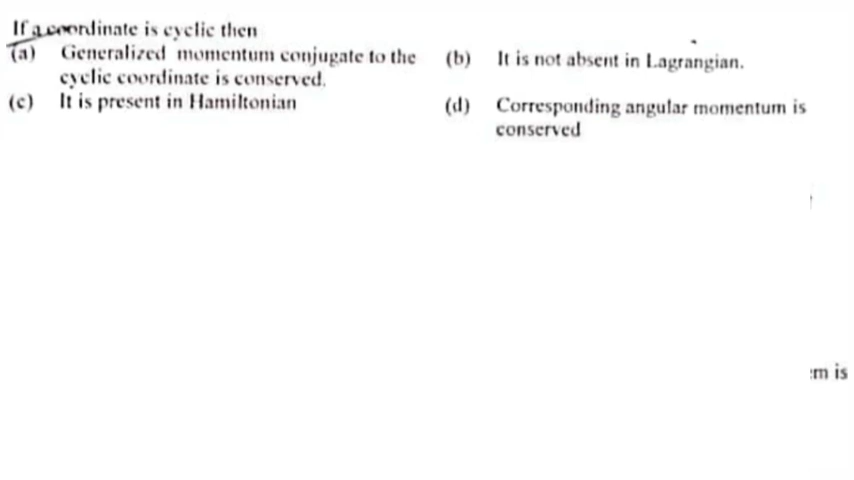 If a coordinate is cyclic then
(a) Generalized momentum conjugate to the
cyclic coordinate is conserved.
(b) It is not absent in Lagrangian.
(c) It is present in Hamiltonian
(d) Corresponding angular momentum is
conserved
m is